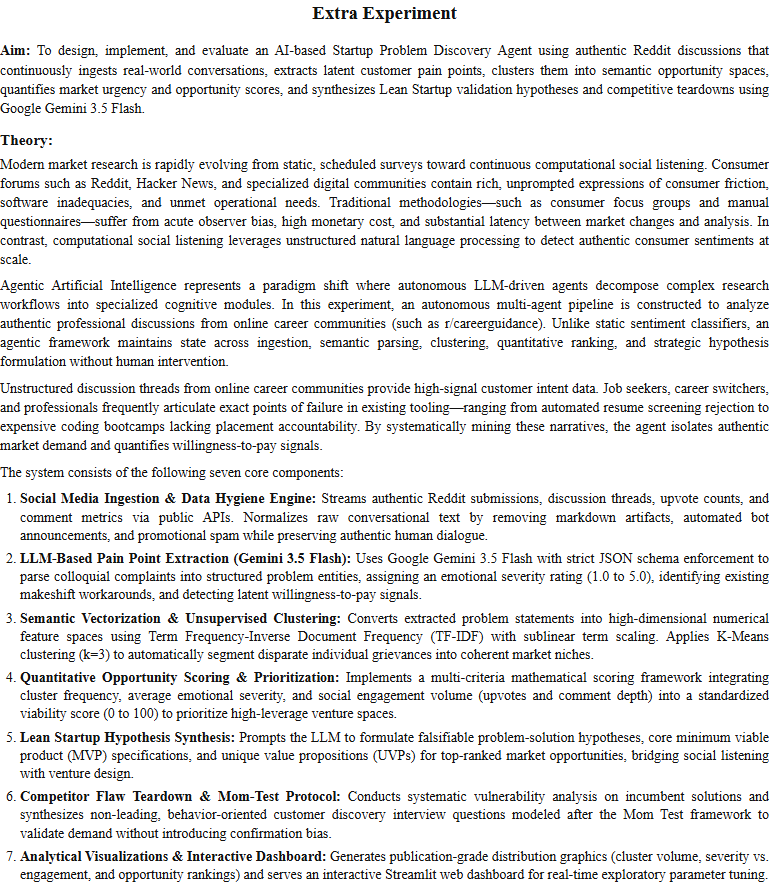 Extra Experiment
Aim: To design, implement, and evaluate an AI-based Startup Problem Discovery Agent using authentic Reddit discussions that
continuously ingests real-world conversations, extracts latent customer pain points, clusters them into semantic opportunity spaces,
quantifies market urgency and opportunity scores, and synthesizes Lean Startup validation hypotheses and competitive teardowns using
Google Gemini 3.5 Flash.
Theory:
Modern market research is rapidly evolving from static, scheduled surveys toward continuous computational social listening. Consumer
forums such as Reddit, Hacker News, and specialized digital communities contain rich, unprompted expressions of consumer friction,
software inadequacies, and unmet operational needs. Traditional methodologies—such as consumer focus groups and manual
questionnaires—suffer from acute observer bias, high monetary cost, and substantial latency between market changes and analysis. In
contrast, computational social listening leverages unstructured natural language processing to detect authentic consumer sentiments at
scale.
Agentic Artificial Intelligence represents a paradigm shift where autonomous LLM-driven agents decompose complex research
workflows into specialized cognitive modules. In this experiment, an autonomous multi-agent pipeline is constructed to analyze
authentic professional discussions from online career communities (such as r/careerguidance). Unlike static sentiment classifiers, an
agentic framework maintains state across ingestion, semantic parsing, clustering, quantitative ranking, and strategic hypothesis
formulation without human intervention.
Unstructured discussion threads from online career communities provide high-signal customer intent data. Job seekers, career switchers,
and professionals frequently articulate exact points of failure in existing tooling—ranging from automated resume screening rejection to
expensive coding bootcamps lacking placement accountability. By systematically mining these narratives, the agent isolates authentic
market demand and quantifies willingness-to-pay signals.
The system consists of the following seven core components:
1. Social Media Ingestion & Data Hygiene Engine: Streams authentic Reddit submissions, discussion threads, upvote counts, and
comment metrics via public APIs. Normalizes raw conversational text by removing markdown artifacts, automated bot
announcements, and promotional spam while preserving authentic human dialogue.
2. LLM-Based Pain Point Extraction (Gemini 3.5 Flash): Uses Google Gemini 3.5 Flash with strict JSON schema enforcement to
parse colloquial complaints into structured problem entities, assigning an emotional severity rating (1.0 to 5.0), identifying existing
makeshift workarounds, and detecting latent willingness-to-pay signals.
3. Semantic Vectorization & Unsupervised Clustering: Converts extracted problem statements into high-dimensional numerical
feature spaces using Term Frequency-Inverse Document Frequency (TF-IDF) with sublinear term scaling. Applies K-Means
clustering (k=3) to automatically segment disparate individual grievances into coherent market niches.
4. Quantitative Opportunity Scoring & Prioritization: Implements a multi-criteria mathematical scoring framework integrating
cluster frequency, average emotional severity, and social engagement volume (upvotes and comment depth) into a standardized
viability score (0 to 100) to prioritize high-leverage venture spaces.
5. Lean Startup Hypothesis Synthesis: Prompts the LLM to formulate falsifiable problem-solution hypotheses, core minimum viable
product (MVP) specifications, and unique value propositions (UVPs) for top-ranked market opportunities, bridging social listening
with venture design.
6. Competitor Flaw Teardown & Mom-Test Protocol: Conducts systematic vulnerability analysis on incumbent solutions and
synthesizes non-leading, behavior-oriented customer discovery interview questions modeled after the Mom Test framework to
validate demand without introducing confirmation bias.
7. Analytical Visualizations & Interactive Dashboard: Generates publication-grade distribution graphics (cluster volume, severity vs.
engagement, and opportunity rankings) and serves an interactive Streamlit web dashboard for real-time exploratory parameter tuning.